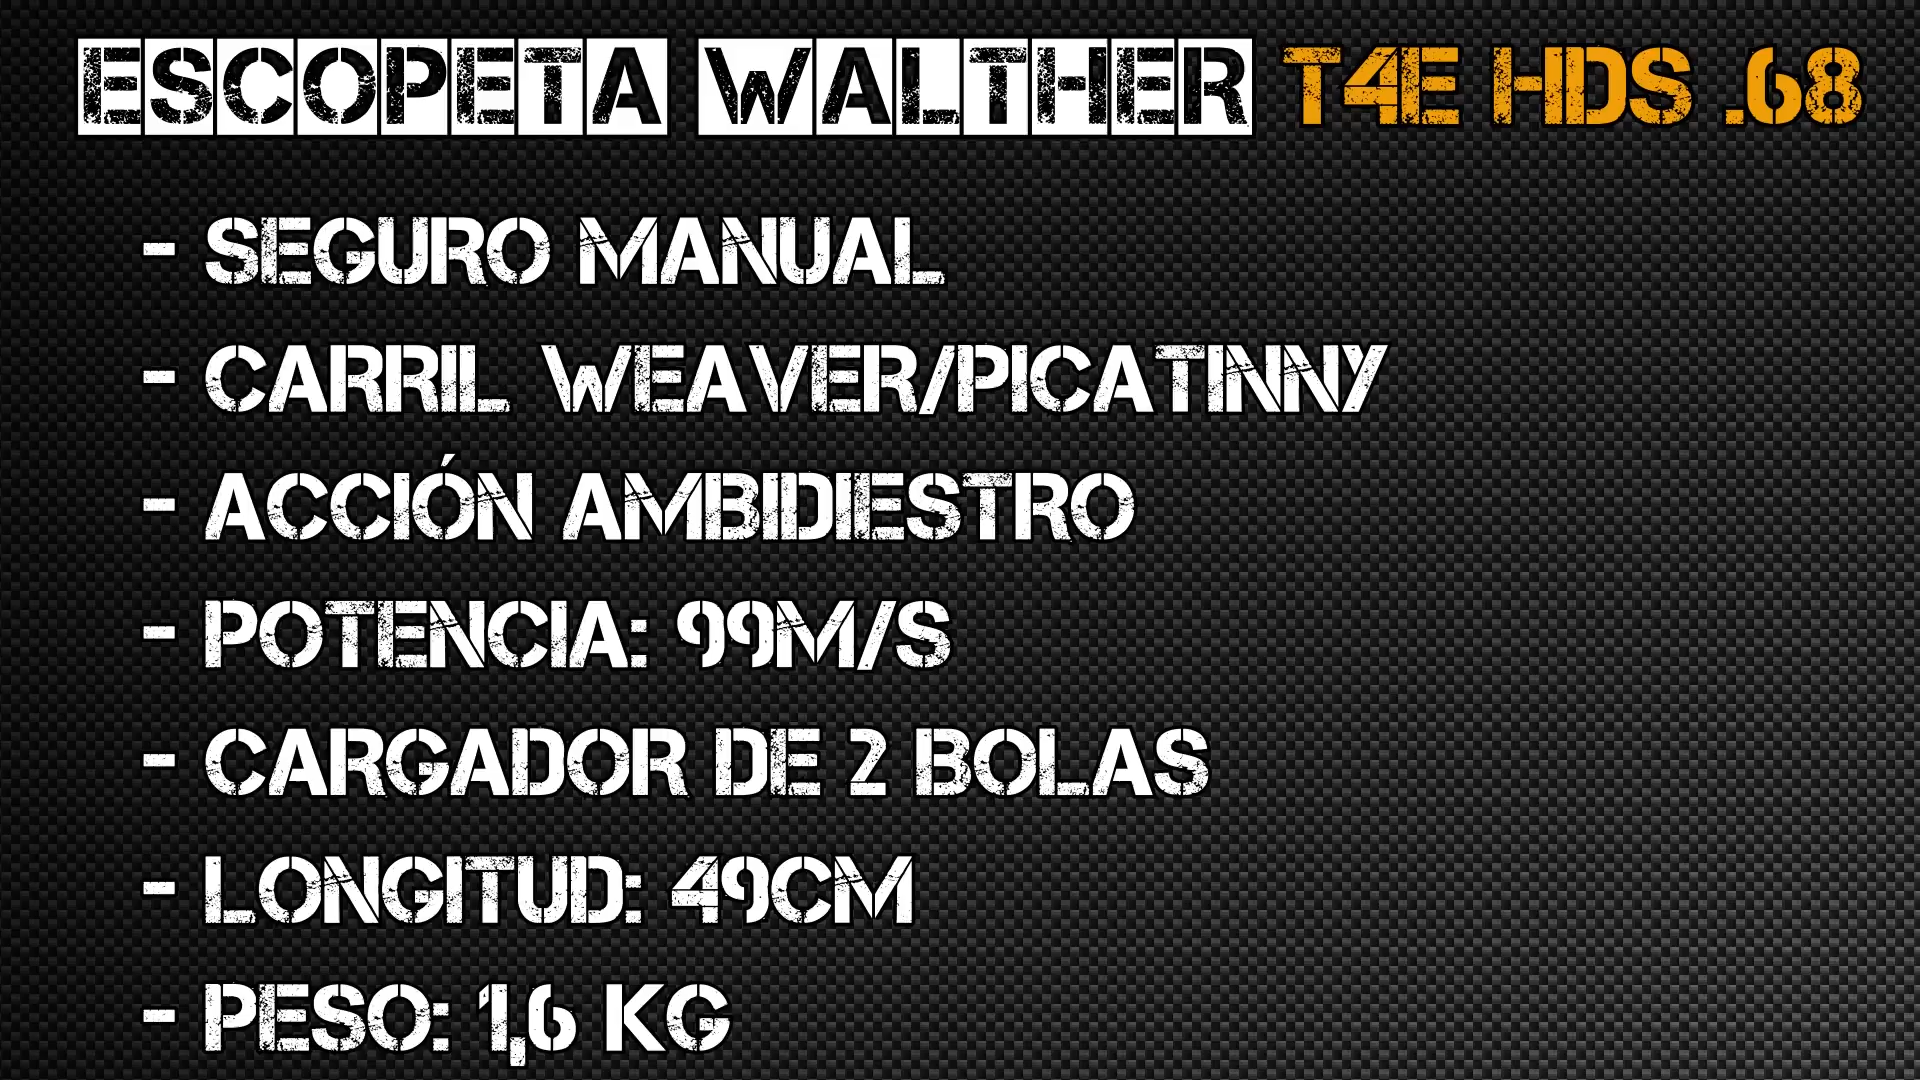 ESCOPETA WALTHER T4E HDS .68
- SEGURO MANUAL
- CARRIL WEAVER/PICATINNY
- ACCIÓN AMBIDIESTRO
- POTENCIA: 99M/S
- CARGADOR DE 2 BOLAS
- LONGITUD: 49CM
- PESO: 1,6 KG